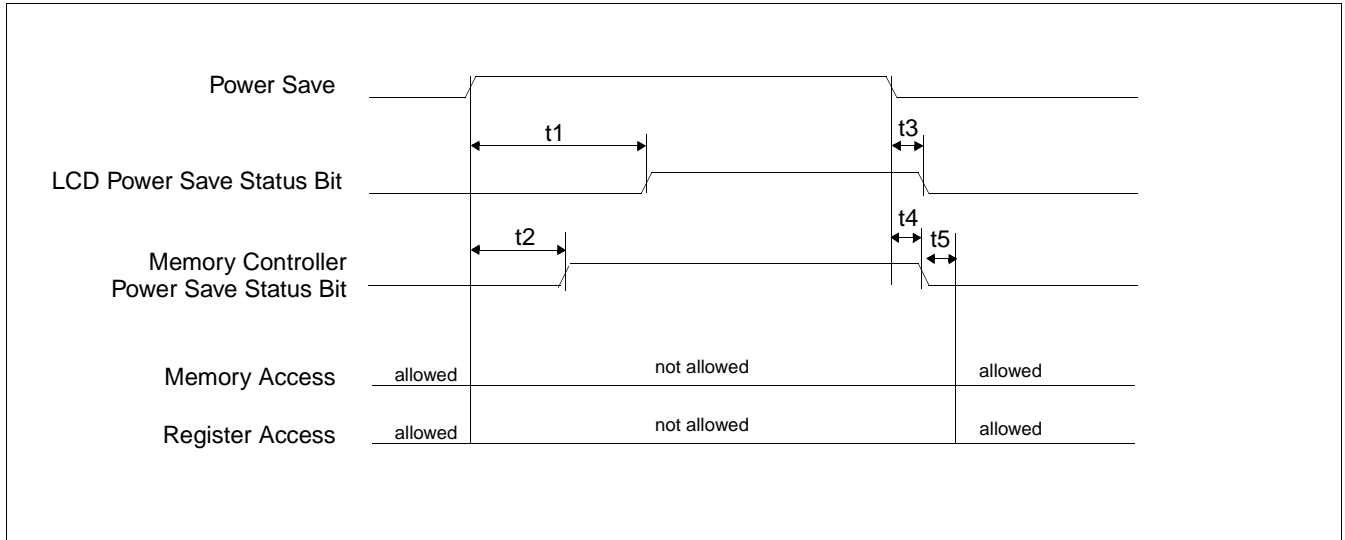 Power Save
t1
t3
LCD Power Save Status Bit
t2
t4
t5
Memory Controller
Power Save Status Bit
Memory Access
allowed
not allowed
allowed
Register Access
allowed
not allowed
allowed